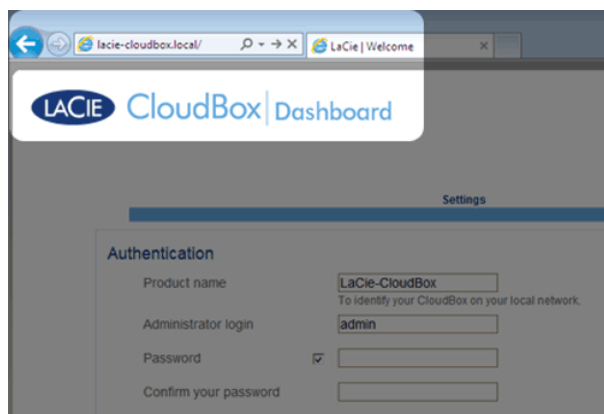 lacie-cloudbox.local/
LaCie | Welcome
LACIE CloudBox Dashboard
Settings
Authentication
Product name LaCie-CloudBox
To identify your CloudBox on your local network.
Administrator login admin
Password
Confirm your password